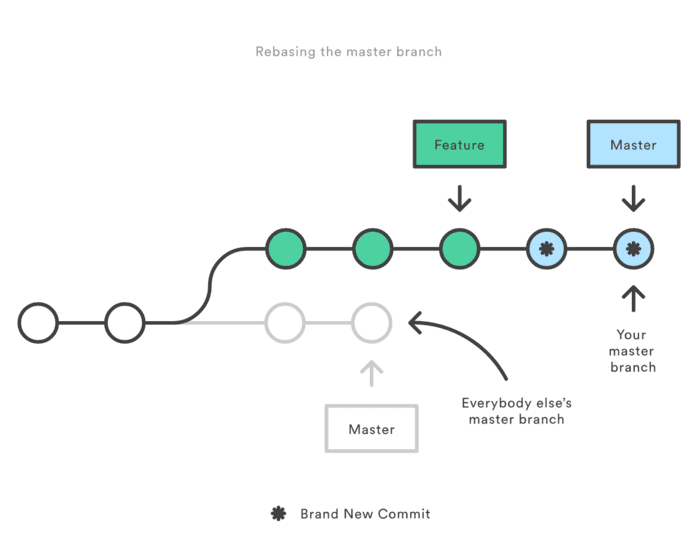 Rebasing the master branch
Feature
Master
Your
master
branch
Everybody else's
master branch
Master
Brand New Commit